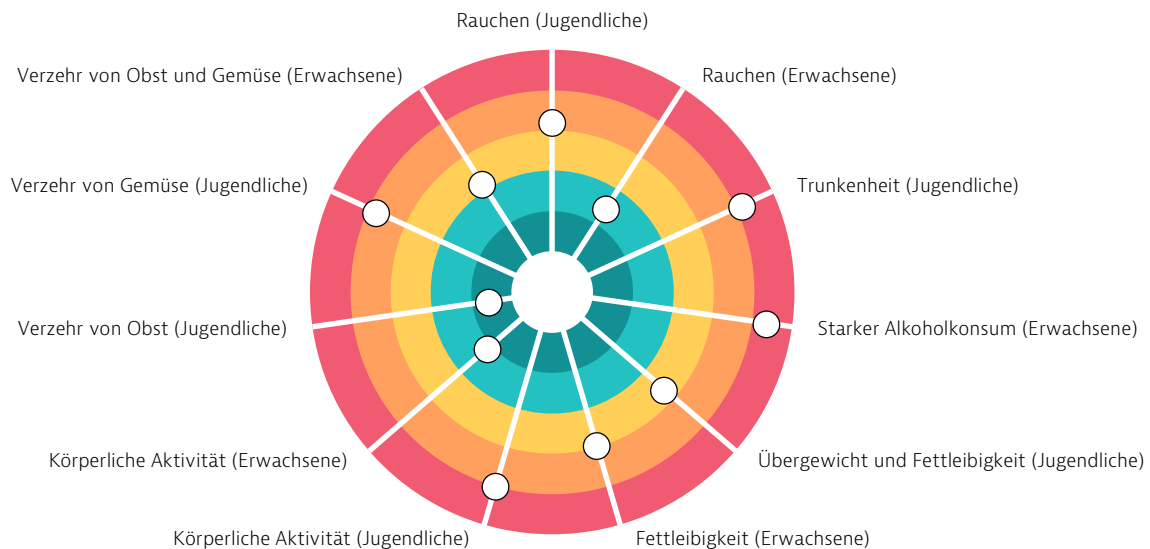 Rauchen (Jugendliche)
Verzehr von Obst und Gemüse (Erwachsene)
Rauchen (Erwachsene)
Verzehr von Gemüse (Jugendliche)
Trunkenheit (Jugendliche)
Verzehr von Obst (Jugendliche)
Starker Alkoholkonsum (Erwachsene)
Körperliche Aktivität (Erwachsene)
Übergewicht und Fettleibigkeit (Jugendliche)
Körperliche Aktivität (Jugendliche)
Fettleibigkeit (Erwachsene)